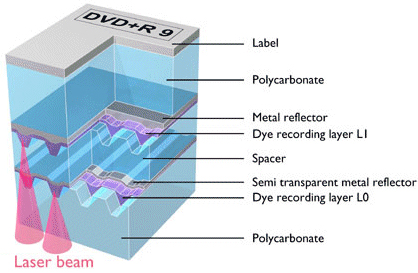 DVD+R 9
Label
Polycarbonate
Metal reflector
Dye recording layer L1
Spacer
Semi transparent metal reflector
Dye recording layer L0
Polycarbonate
Laser beam